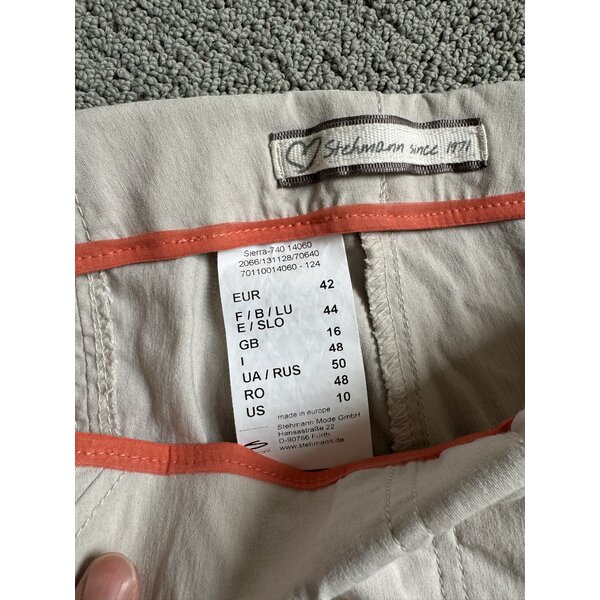 Stehmann since 1971
Sierra-740 14060
2066/131128/70640
70110014060 - 124
EUR 42
F / B / LU 44
E / SLO
GB 16
I 48
UA / RUS 50
RO 48
US 10
made in europe
Stehmann Mode GmbH
Hansastraße 22
D-90766 Fürth
www.stehmann.de